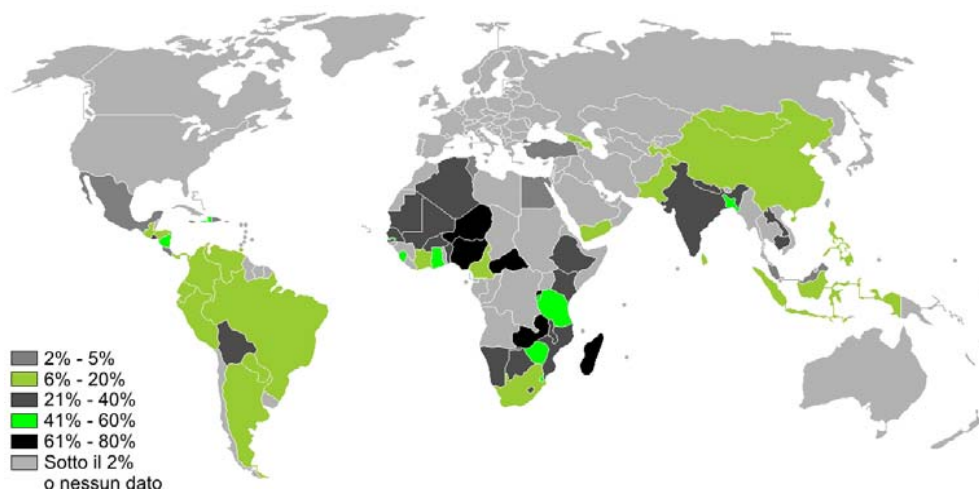 2% - 5%
6% - 20%
21% - 40%
41% - 60%
61% - 80%
Sotto il 2%
o nessun dato